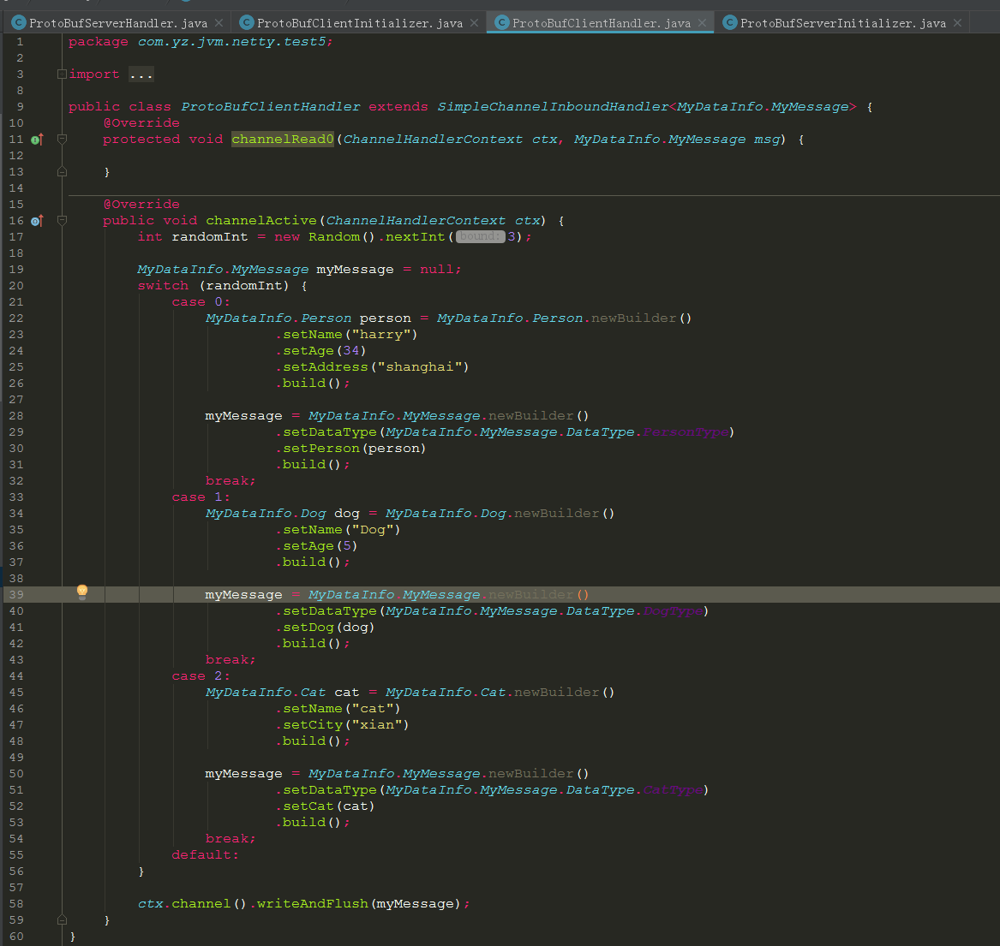 ProtoBufServerHandler.java × ProtoBufClientInitializer.java × ProtoBufClientHandler.java × ProtoBufServerInitializer.java ×
1 package com.yz.jvm.netty.test5;
2
3 import ...
8
9 public class ProtoBufClientHandler extends SimpleChannelInboundHandler<MyDataInfo.MyMessage> {
10     @Override
11     protected void channelRead0(ChannelHandlerContext ctx, MyDataInfo.MyMessage msg) {
12
13     }
14
15     @Override
16     public void channelActive(ChannelHandlerContext ctx) {
17         int randomInt = new Random().nextInt( bound: 3);
18
19         MyDataInfo.MyMessage myMessage = null;
20         switch (randomInt) {
21             case 0:
22                 MyDataInfo.Person person = MyDataInfo.Person.newBuilder()
23                         .setName("harry")
24                         .setAge(34)
25                         .setAddress("shanghai")
26                         .build();
27
28                 myMessage = MyDataInfo.MyMessage.newBuilder()
29                         .setDataType(MyDataInfo.MyMessage.DataType.PersonType)
30                         .setPerson(person)
31                         .build();
32                 break;
33             case 1:
34                 MyDataInfo.Dog dog = MyDataInfo.Dog.newBuilder()
35                         .setName("Dog")
36                         .setAge(5)
37                         .build();
38
39                 myMessage = MyDataInfo.MyMessage.newBuilder()
40                         .setDataType(MyDataInfo.MyMessage.DataType.DogType)
41                         .setDog(dog)
42                         .build();
43                 break;
44             case 2:
45                 MyDataInfo.Cat cat = MyDataInfo.Cat.newBuilder()
46                         .setName("cat")
47                         .setCity("xian")
48                         .build();
49
50                 myMessage = MyDataInfo.MyMessage.newBuilder()
51                         .setDataType(MyDataInfo.MyMessage.DataType.CatType)
52                         .setCat(cat)
53                         .build();
54                 break;
55             default:
56         }
57
58         ctx.channel().writeAndFlush(myMessage);
59     }
60 }